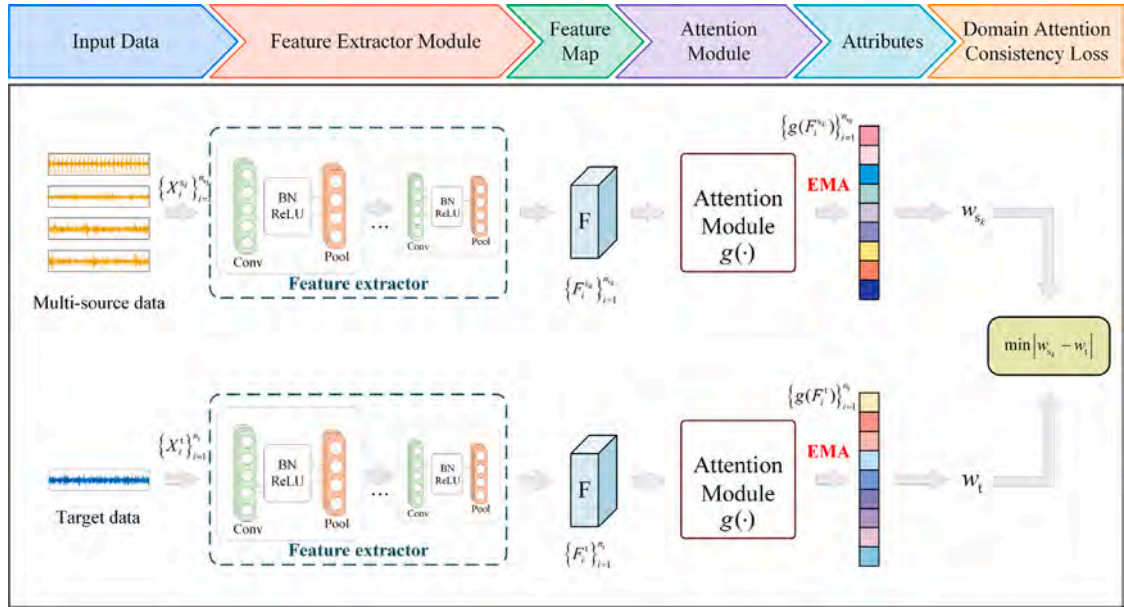 Input Data
Feature Extractor Module
Feature
Map
Attention
Module
Attributes
Domain Attention
Consistency Loss
Multi-source data
{X_i^{s_k}}_{i=1}^{n_{s_k}}
Conv
BN
ReLU
Pool
...
Conv
BN
ReLU
Pool
Feature extractor
F
{F_i^{s_k}}_{i=1}^{n_{s_k}}
Attention
Module
g(·)
EMA
{g(F_i^{s_k})}_{i=1}^{n_{s_k}}
w_{s_k}
min |w_{s_k} − w_t|
Target data
{X_i^t}_{i=1}^{n_t}
Conv
BN
ReLU
Pool
...
Conv
BN
ReLU
Pool
Feature extractor
F
{F_i^t}_{i=1}^{n_t}
Attention
Module
g(·)
EMA
{g(F_i^t)}_{i=1}^{n_t}
w_t